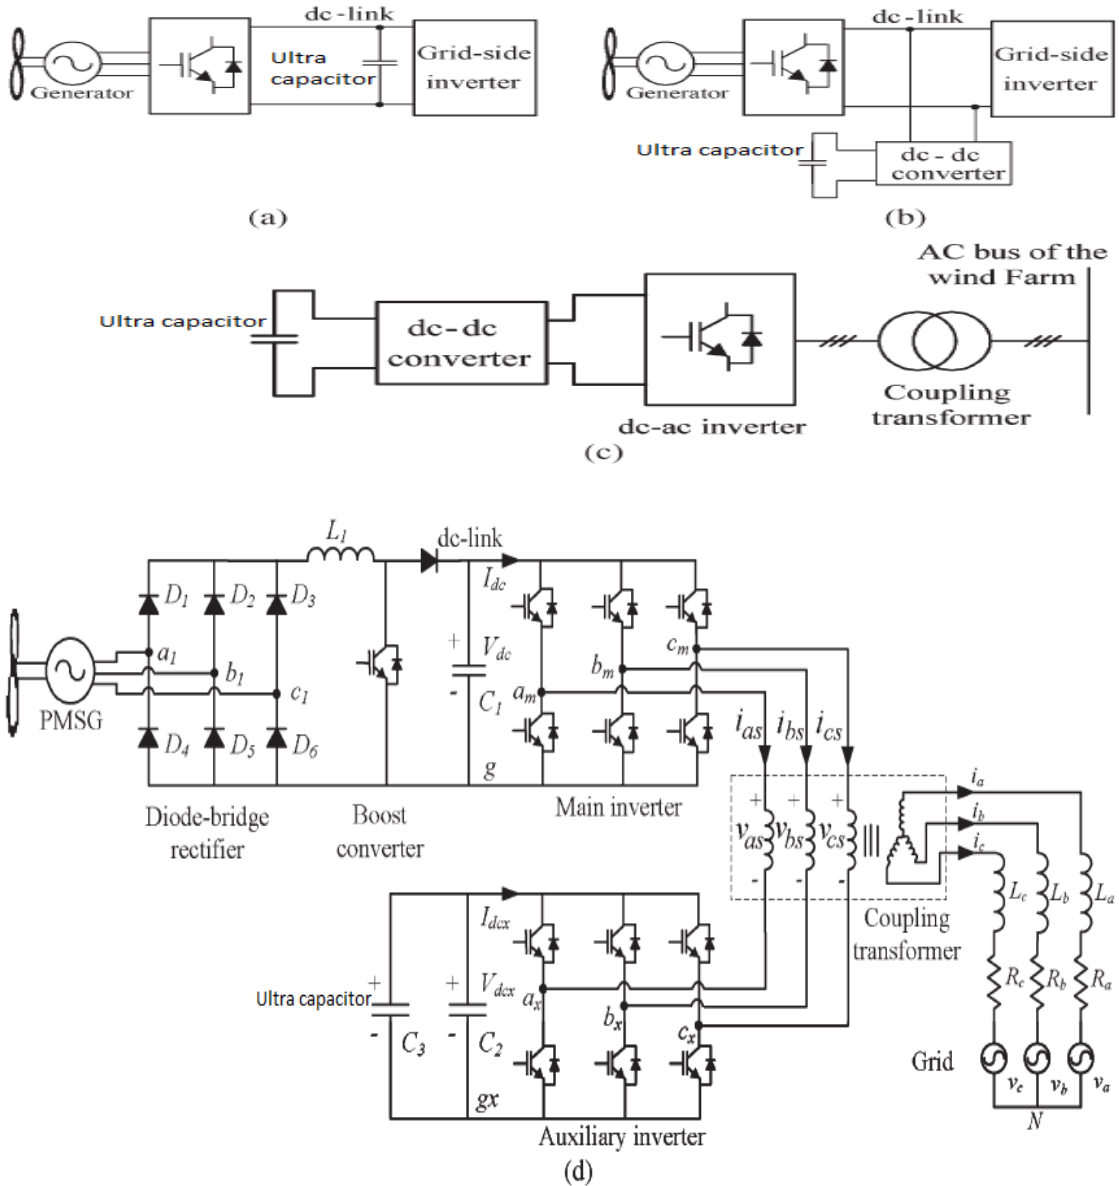 dc-link
Ultra
capacitor
Grid-side
inverter
Generator
(a)
dc-link
Grid-side
inverter
Generator
Ultra capacitor
dc-dc
converter
(b)
AC bus of the
wind Farm
Ultra capacitor
dc-dc
converter
Coupling
transformer
dc-ac inverter
(c)
L1
dc-link
Idc
D1
D2
D3
+
Vdc
-
C1
a1
b1
c1
PMSG
D4
D5
D6
g
am
bm
cm
ias
ibs
ics
Diode-bridge
rectifier
Boost
converter
Main inverter
+
+
+
vas
vbs
vcs
-
-
-
ia
ib
ic
Coupling
transformer
Lc
Lb
La
Rc
Rb
Ra
Grid
vc
vb
va
N
Idcx
+
+
Vdcx
Ultra capacitor
-
-
C3
C2
ax
bx
cx
gx
Auxiliary inverter
(d)